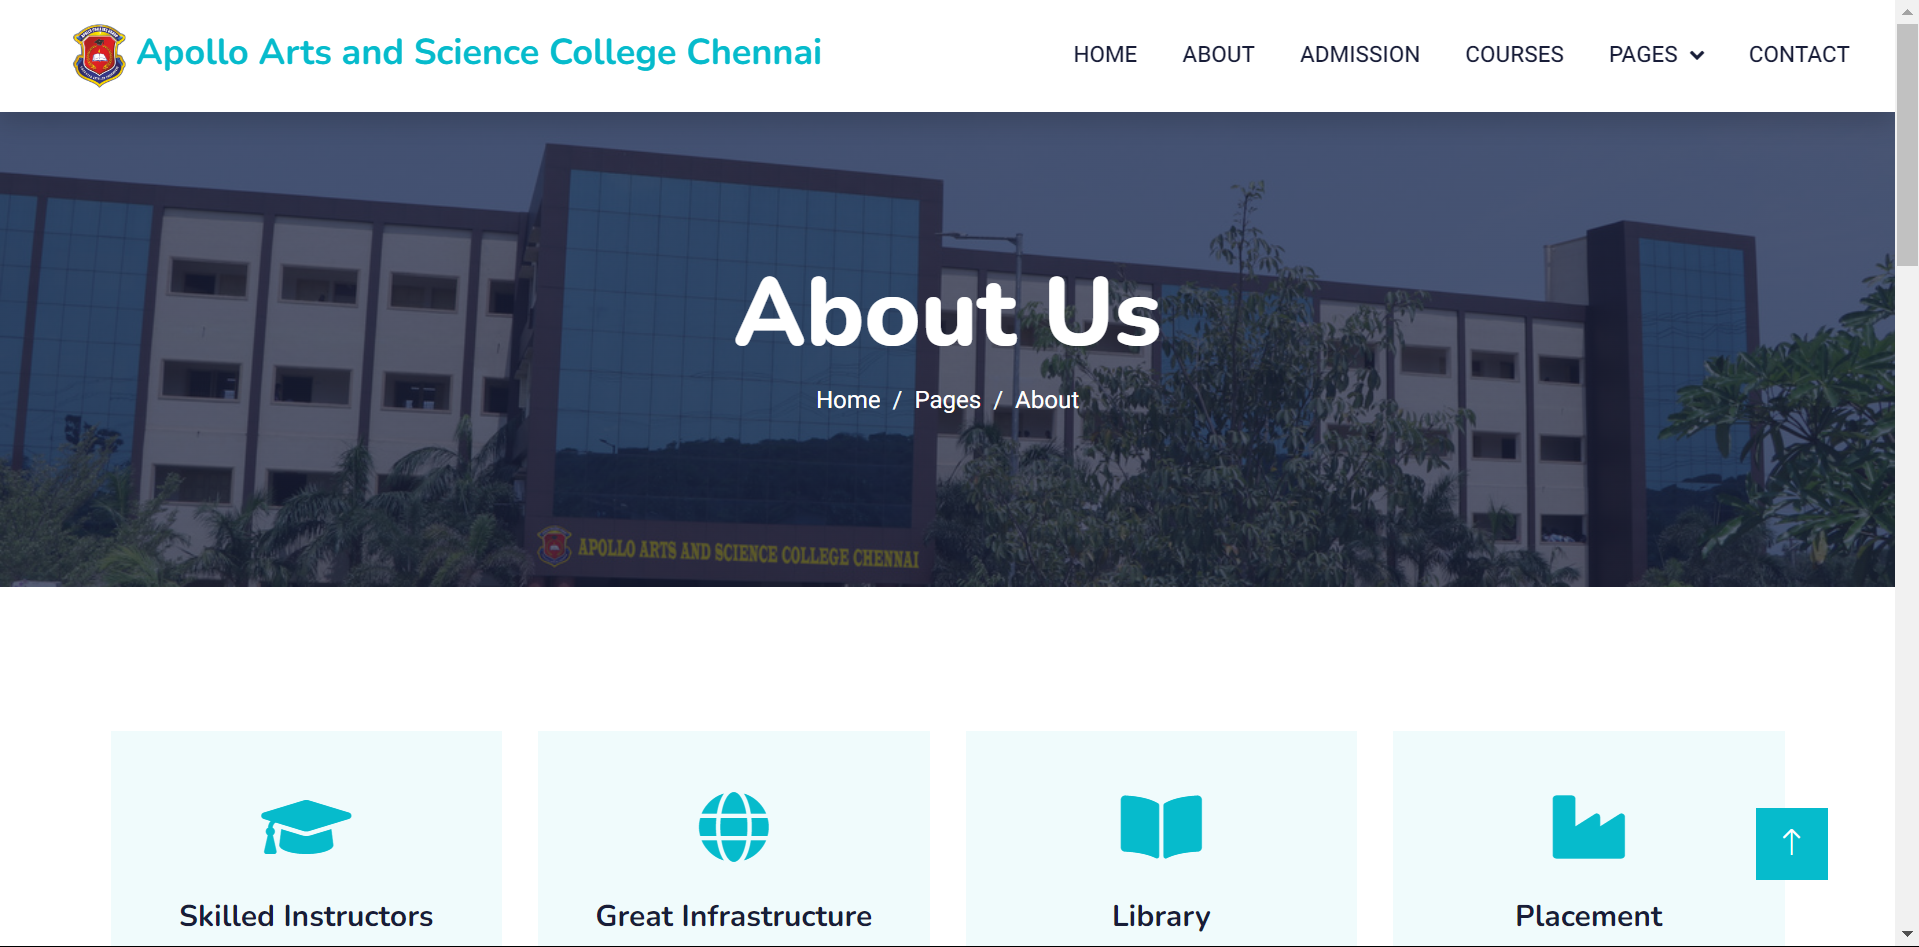 Apollo Arts and Science College Chennai
HOME ABOUT ADMISSION COURSES PAGES CONTACT
About Us
Home / Pages / About
APOLLO ARTS AND SCIENCE COLLEGE CHENNAI
Skilled Instructors
Great Infrastructure
Library
Placement